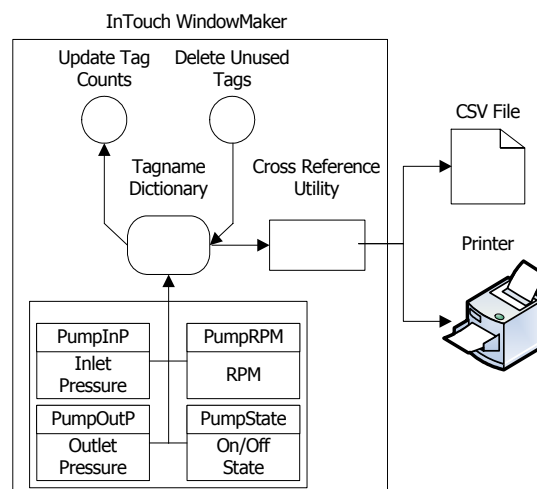 InTouch WindowMaker
Update Tag
Counts
Delete Unused
Tags
CSV File
Tagname
Dictionary
Cross Reference
Utility
Printer
PumpInP
Inlet
Pressure
PumpRPM
RPM
PumpOutP
Outlet
Pressure
PumpState
On/Off
State